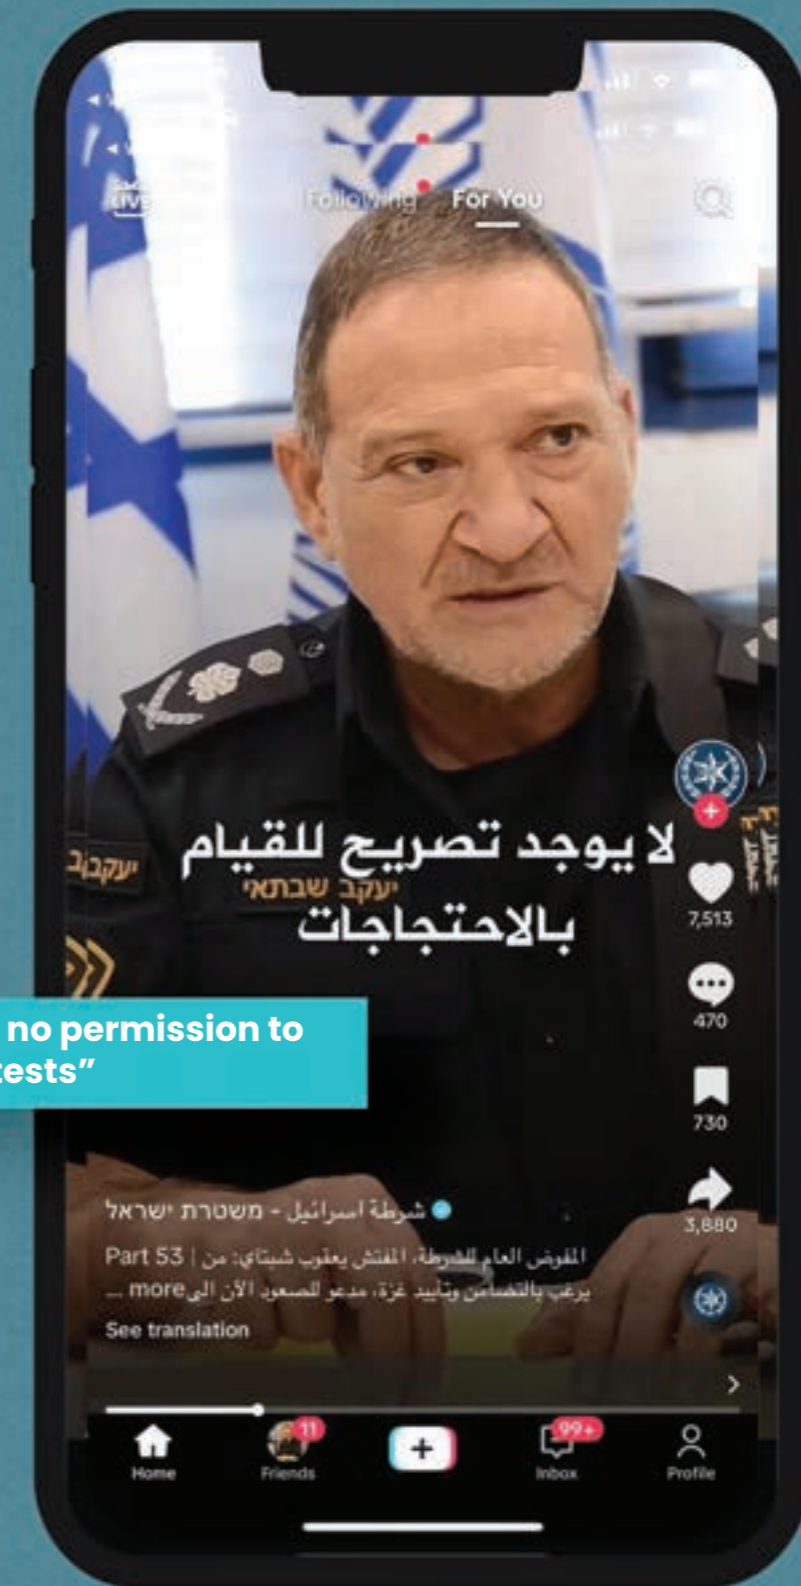 LIVE
Following
For You
لا يوجد تصريح للقيام
יעקב שבתאי
بالاحتجاجات
no permission to
tests”
7,513
470
730
3,880
شرطة اسرائيل - משטרת ישראל
المفوض العام للشرطة، المفتش يعقوب شبتاي: من | Part 53
يرغب بالتضامن وتأييد غزة، مدعو للصعود الآن الى more ...
See translation
Home
11
Friends
99+
Inbox
Profile